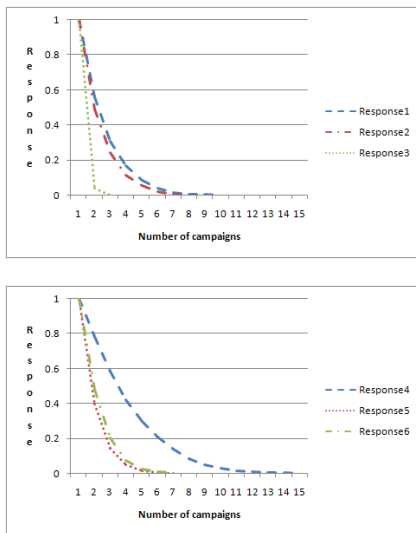 Response
1
0.8
0.6
0.4
0.2
0
1 2 3 4 5 6 7 8 9 10 11 12 13 14 15
Number of campaigns
Response1
Response2
Response3
Response
1
0.8
0.6
0.4
0.2
0
1 2 3 4 5 6 7 8 9 10 11 12 13 14 15
Number of campaigns
Response4
Response5
Response6